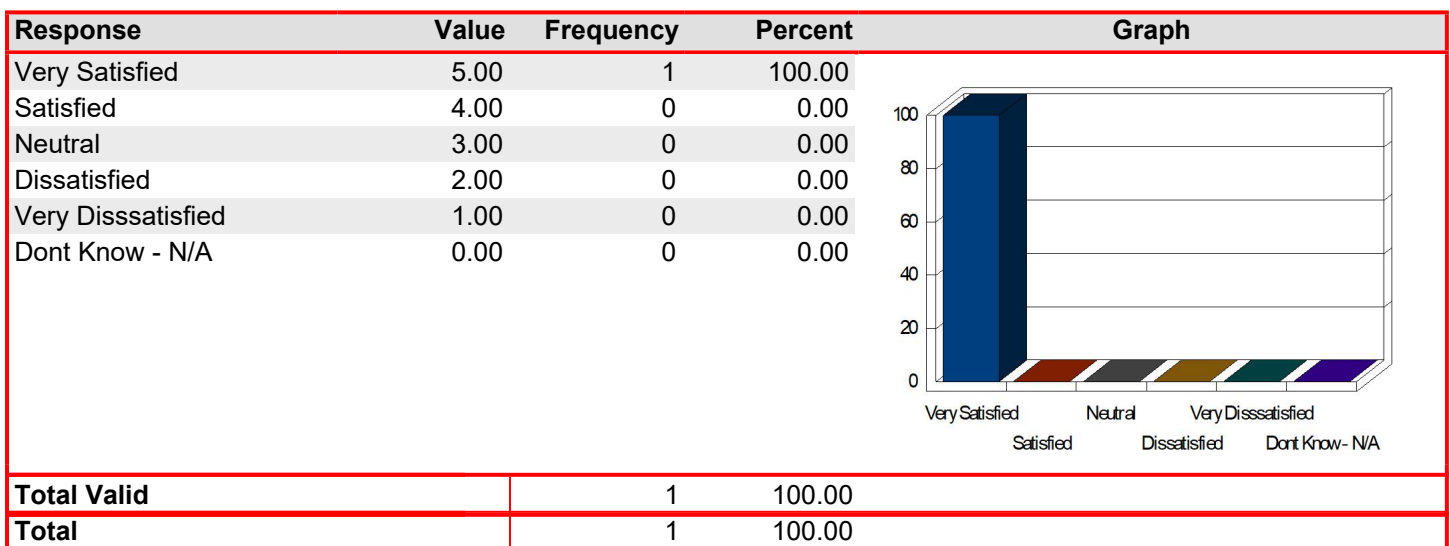 Response Value Frequency Percent Graph
Very Satisfied 5.00 1 100.00
Satisfied 4.00 0 0.00
Neutral 3.00 0 0.00
Dissatisfied 2.00 0 0.00
Very Disssatisfied 1.00 0 0.00
Dont Know - N/A 0.00 0 0.00
100
80
60
40
20
0
Very Satisfied Neutral Very Disssatisfied
Satisfied Dissatisfied Dont Know - N/A
Total Valid 1 100.00
Total 1 100.00